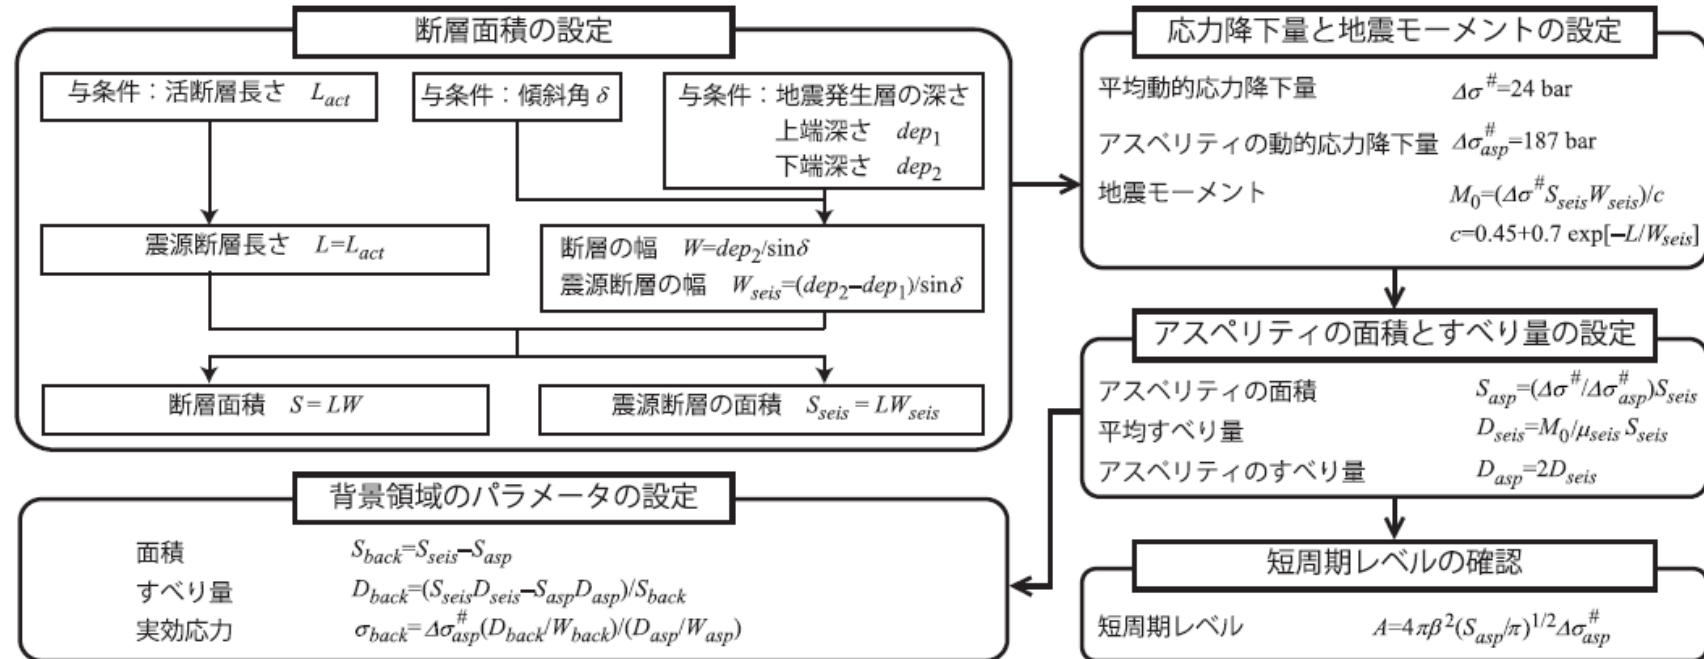 断層面積の設定
与条件：活断層長さ L_act
与条件：傾斜角 δ
与条件：地震発生層の深さ
上端深さ dep_1
下端深さ dep_2
震源断層長さ L=L_act
断層の幅 W=dep_2/sinδ
震源断層の幅 W_seis=(dep_2–dep_1)/sinδ
断層面積 S=LW
震源断層の面積 S_seis=LW_seis
応力降下量と地震モーメントの設定
平均動的応力降下量 Δσ^#=24 bar
アスペリティの動的応力降下量 Δσ_asp^#=187 bar
地震モーメント M_0=(Δσ^# S_seis W_seis)/c
c=0.45+0.7 exp[–L/W_seis]
アスペリティの面積とすべり量の設定
アスペリティの面積 S_asp=(Δσ^#/Δσ_asp^#)S_seis
平均すべり量 D_seis=M_0/μ_seis S_seis
アスペリティのすべり量 D_asp=2D_seis
背景領域のパラメータの設定
面積 S_back=S_seis–S_asp
すべり量 D_back=(S_seis D_seis–S_asp D_asp)/S_back
実効応力 σ_back=Δσ_asp^#(D_back/W_back)/(D_asp/W_asp)
短周期レベルの確認
短周期レベル A=4πβ^2(S_asp/π)^1/2 Δσ_asp^#